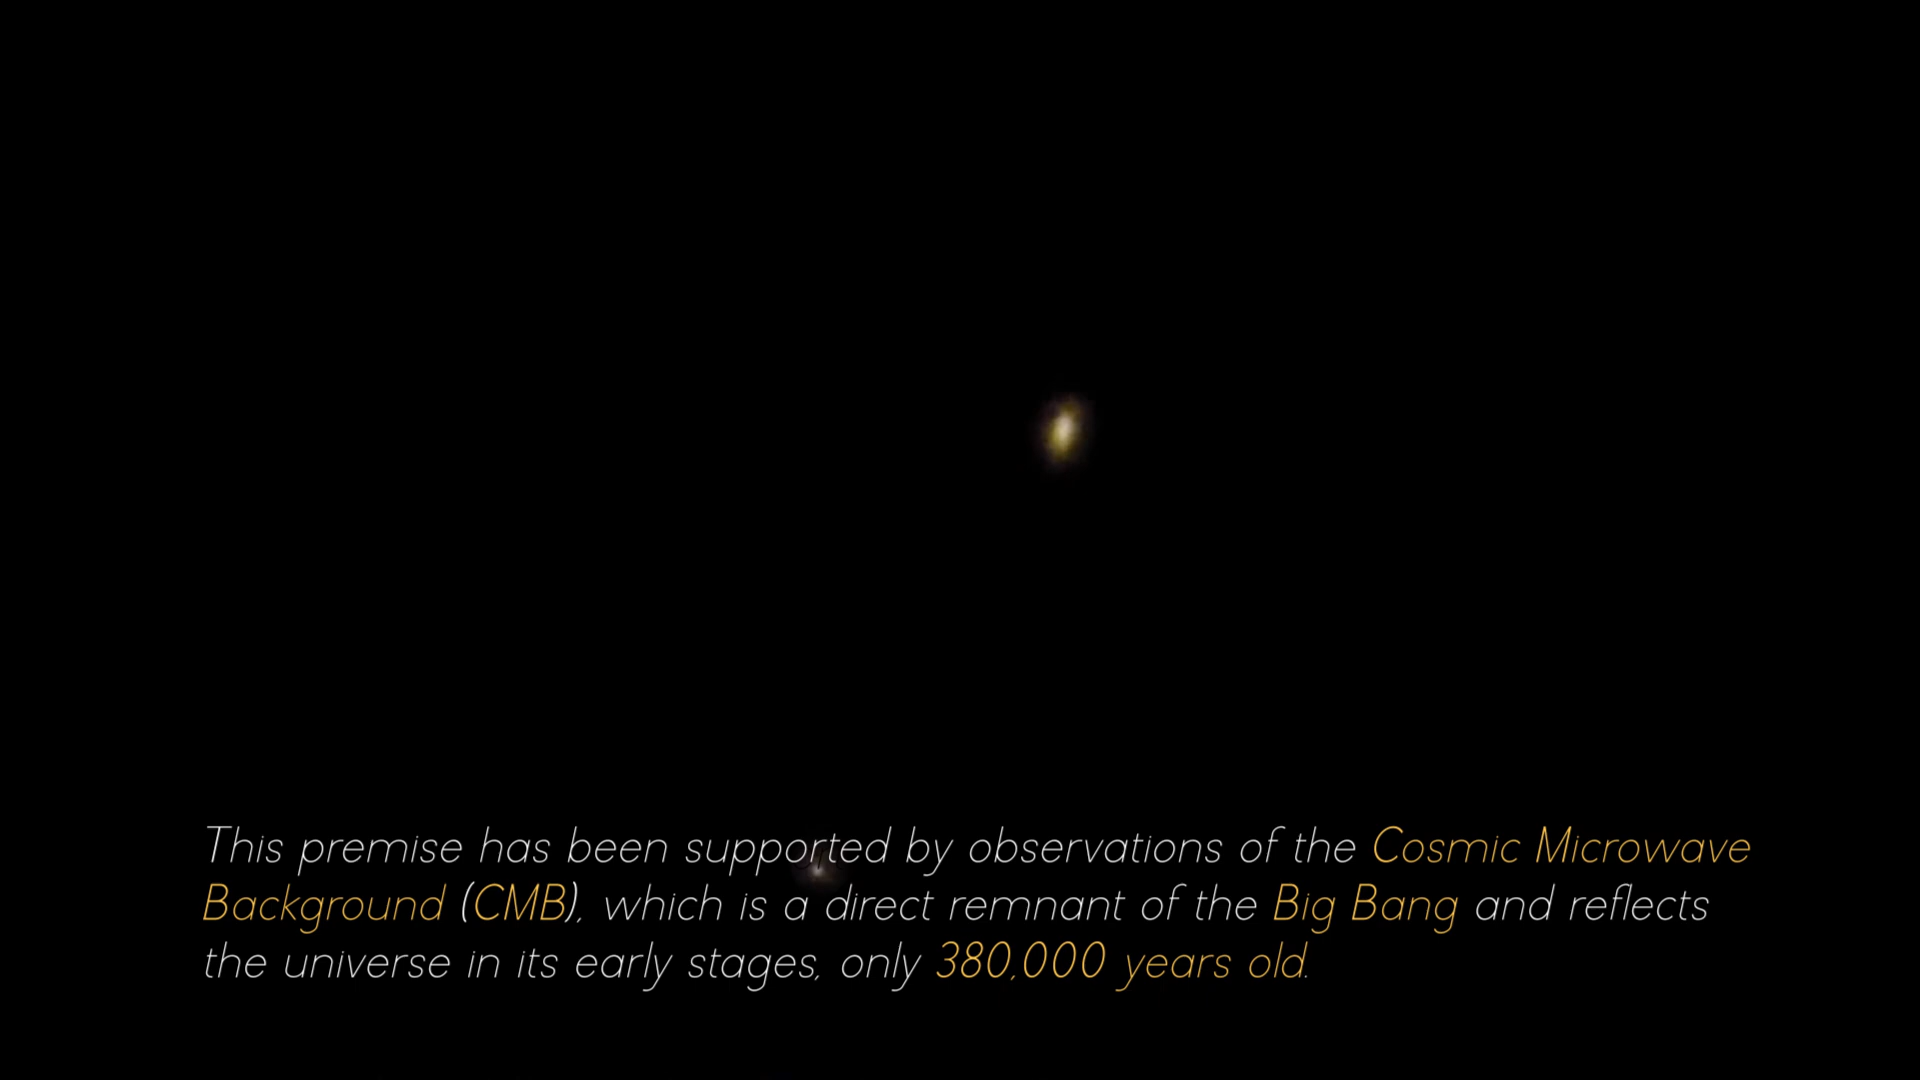 This premise has been supported by observations of the Cosmic Microwave
Background (CMB), which is a direct remnant of the Big Bang and reflects
the universe in its early stages, only 380,000 years old.